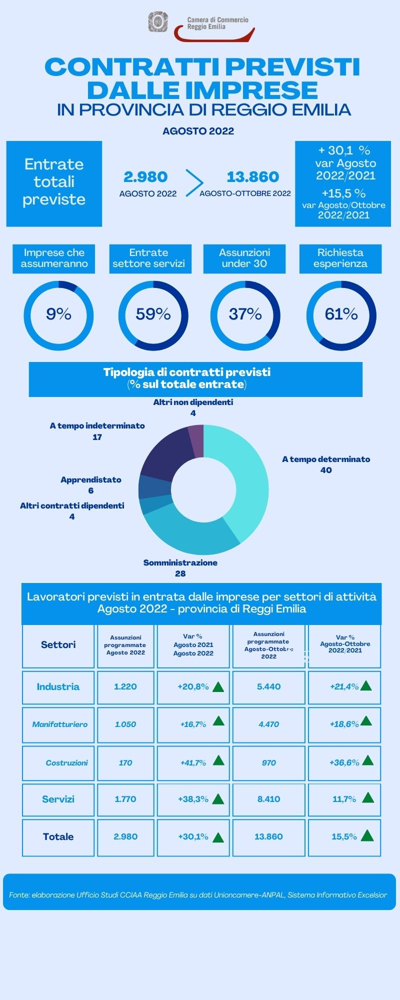 Camera di Commercio
Reggio Emilia
CONTRATTI PREVISTI
DALLE IMPRESE
IN PROVINCIA DI REGGIO EMILIA
AGOSTO 2022
Entrate
totali
previste
2.980
AGOSTO 2022
13.860
AGOSTO-OTTOBRE 2022
+ 30,1 %
var Agosto
2022/2021
+15,5 %
var Agosto/Ottobre
2022/2021
Imprese che
assumeranno
9%
Entrate
settore servizi
59%
Assunzioni
under 30
37%
Richiesta
esperienza
61%
Tipologia di contratti previsti
(% sul totale entrate)
Altri non dipendenti
4
A tempo indeterminato
17
A tempo determinato
40
Apprendistato
6
Altri contratti dipendenti
4
Somministrazione
28
Lavoratori previsti in entrata dalle imprese per settori di attività
Agosto 2022 - provincia di Reggi Emilia
Settori
Assunzioni
programmate
Agosto 2022
Var %
Agosto 2021
Agosto 2022
Assunzioni
programmate
Agosto-Ottobre
2022
Var %
Agosto-Ottobre
2022/2021
Industria 1.220 +20,8% 5.440 +21,4%
Manifatturiero 1.050 +16,7% 4.470 +18,6%
Costruzioni 170 +41,7% 970 +36,6%
Servizi 1.770 +38,3% 8.410 11,7%
Totale 2.980 +30,1% 13.860 15,5%
Fonte: elaborazione Ufficio Studi CCIAA Reggio Emilia su dati Unioncamere-ANPAL, Sistema Informativo Excelsior